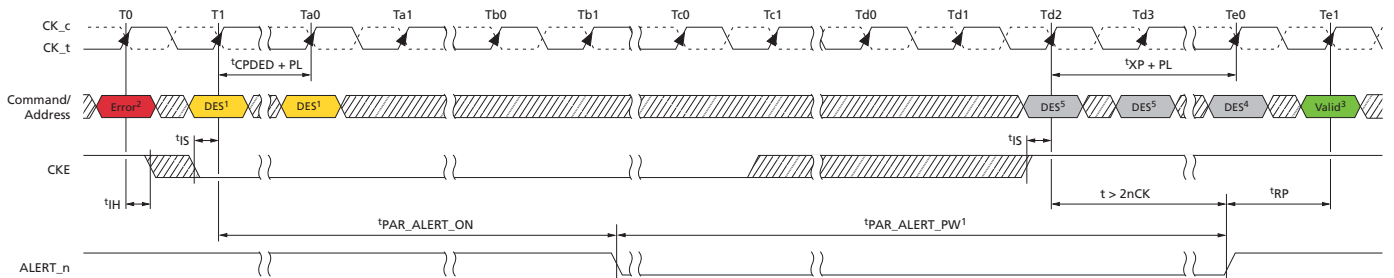 T0 T1 Ta0 Ta1 Tb0 Tb1 Tc0 Tc1 Td0 Td1 Td2 Td3 Te0 Te1
CK_c
CK_t
tCPDED + PL
tXP + PL
Command/
Address
Error2 DES1 DES1 DES5 DES5 DES4 Valid3
tIS tIS
CKE
tIH
t > 2nCK
tRP
tPAR_ALERT_ON
tPAR_ALERT_PW1
ALERT_n